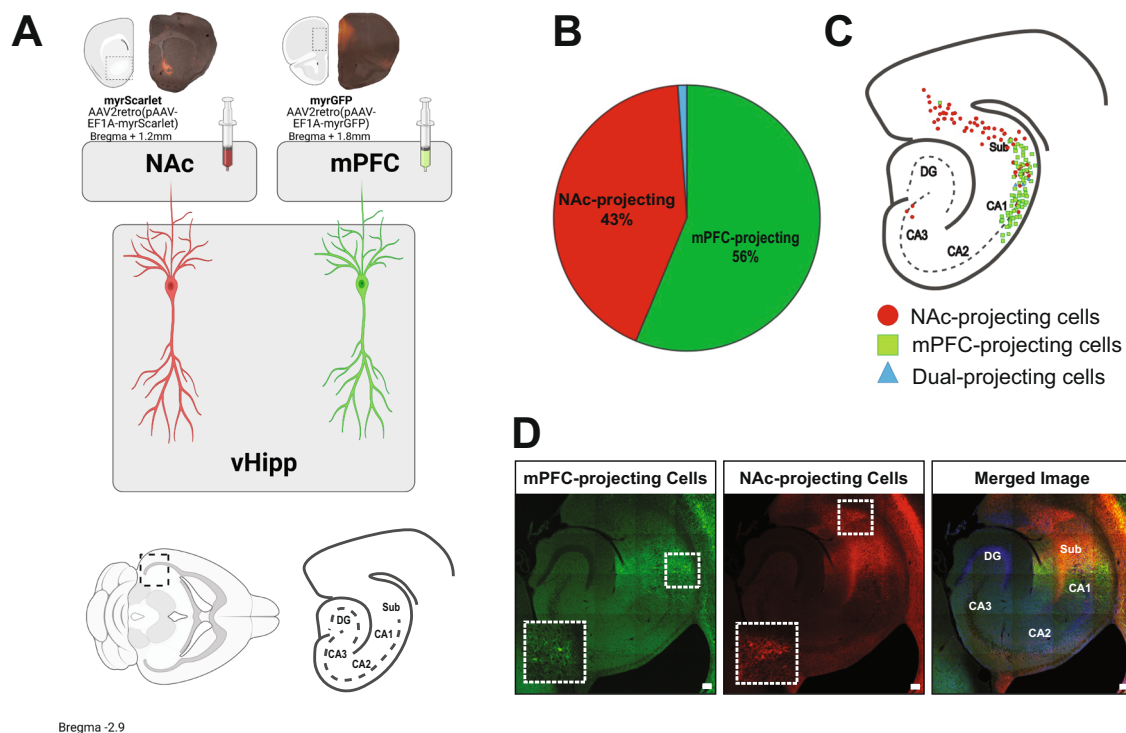 A
myrScarlet
AAV2retro(pAAV-
EF1A-myrScarlet)
Bregma + 1.2mm
myrGFP
AAV2retro(pAAV-
EF1A-myrGFP)
Bregma + 1.8mm
NAc
mPFC
vHipp
DG
Sub
CA1
CA3
CA2
Bregma -2.9
B
NAc-projecting
43%
mPFC-projecting
56%
C
Sub
DG
CA1
CA3
CA2
NAc-projecting cells
mPFC-projecting cells
Dual-projecting cells
D
mPFC-projecting Cells
NAc-projecting Cells
Merged Image
DG
Sub
CA1
CA3
CA2